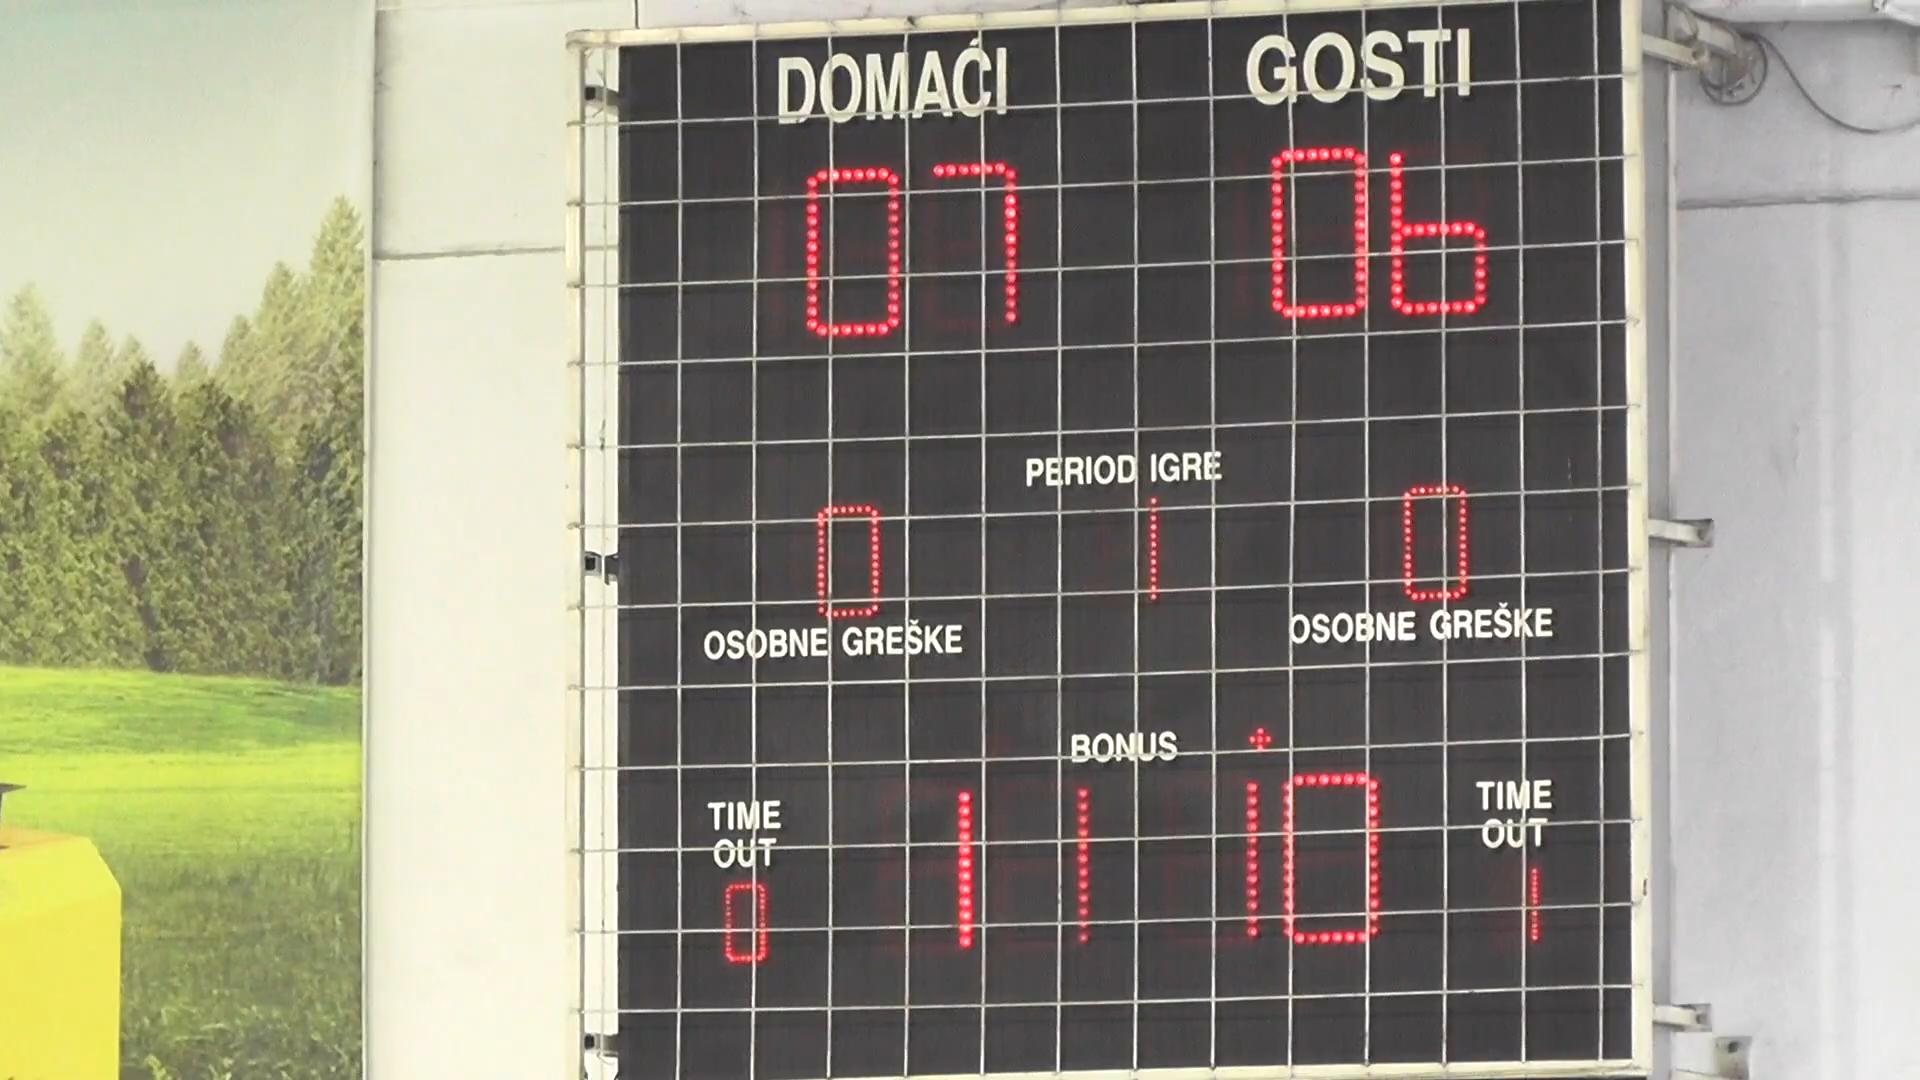 DOMAĆI GOSTI
07 06
PERIOD IGRE
0 1 0
OSOBNE GREŠKE OSOBNE GREŠKE
BONUS
TIME OUT TIME OUT
0 11 10 1